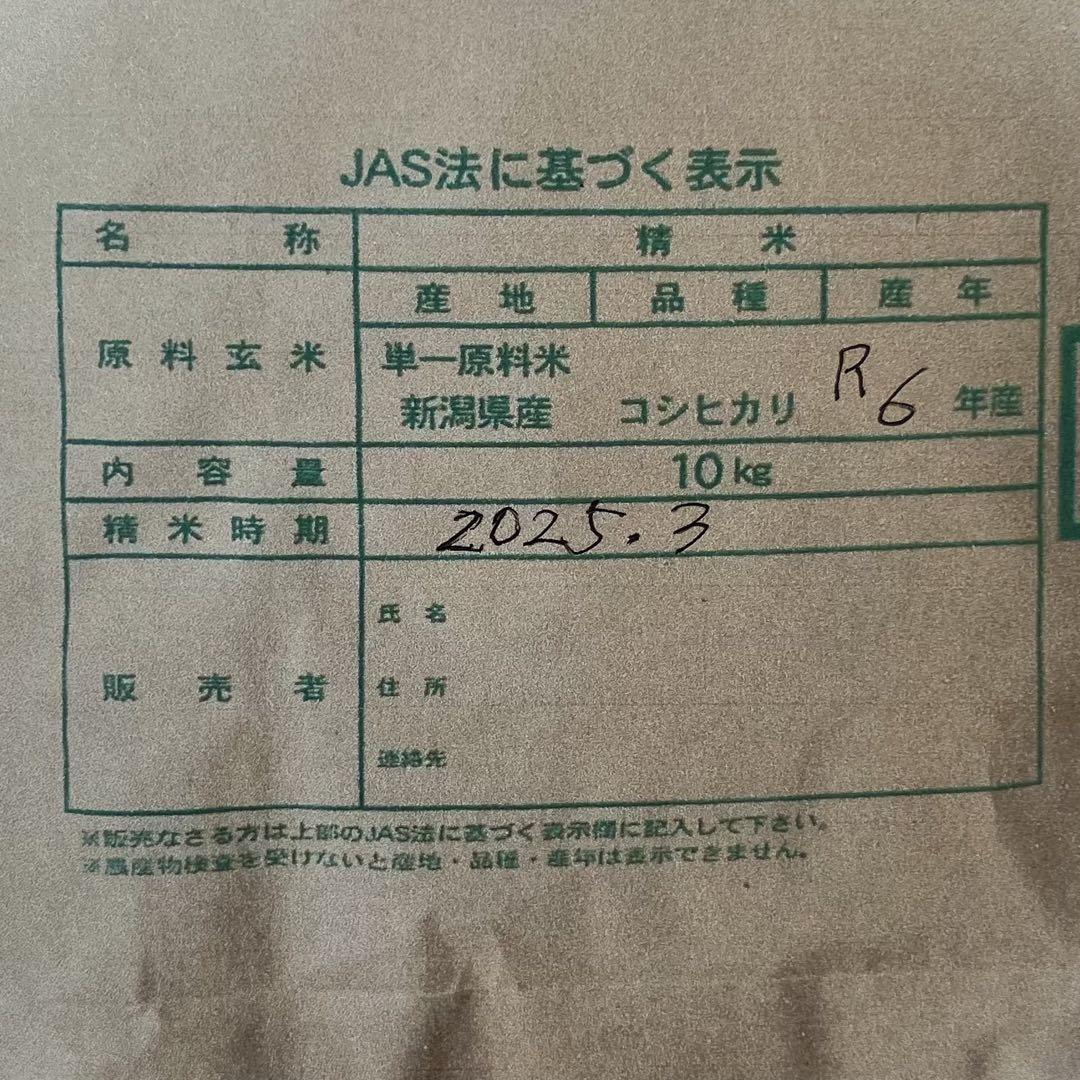 JAS法に基づく表示
名称 精米
産地 品種 産年
原料玄米 単一原料米
新潟県産 コシヒカリ R6年産
内容量 10kg
精米時期 2025.3
氏名
販売者 住所
連絡先
※販売なさる方は上部のJAS法に基づく表示欄に記入して下さい。
※農産物検査を受けないと産地・品種・産年は表示できません。